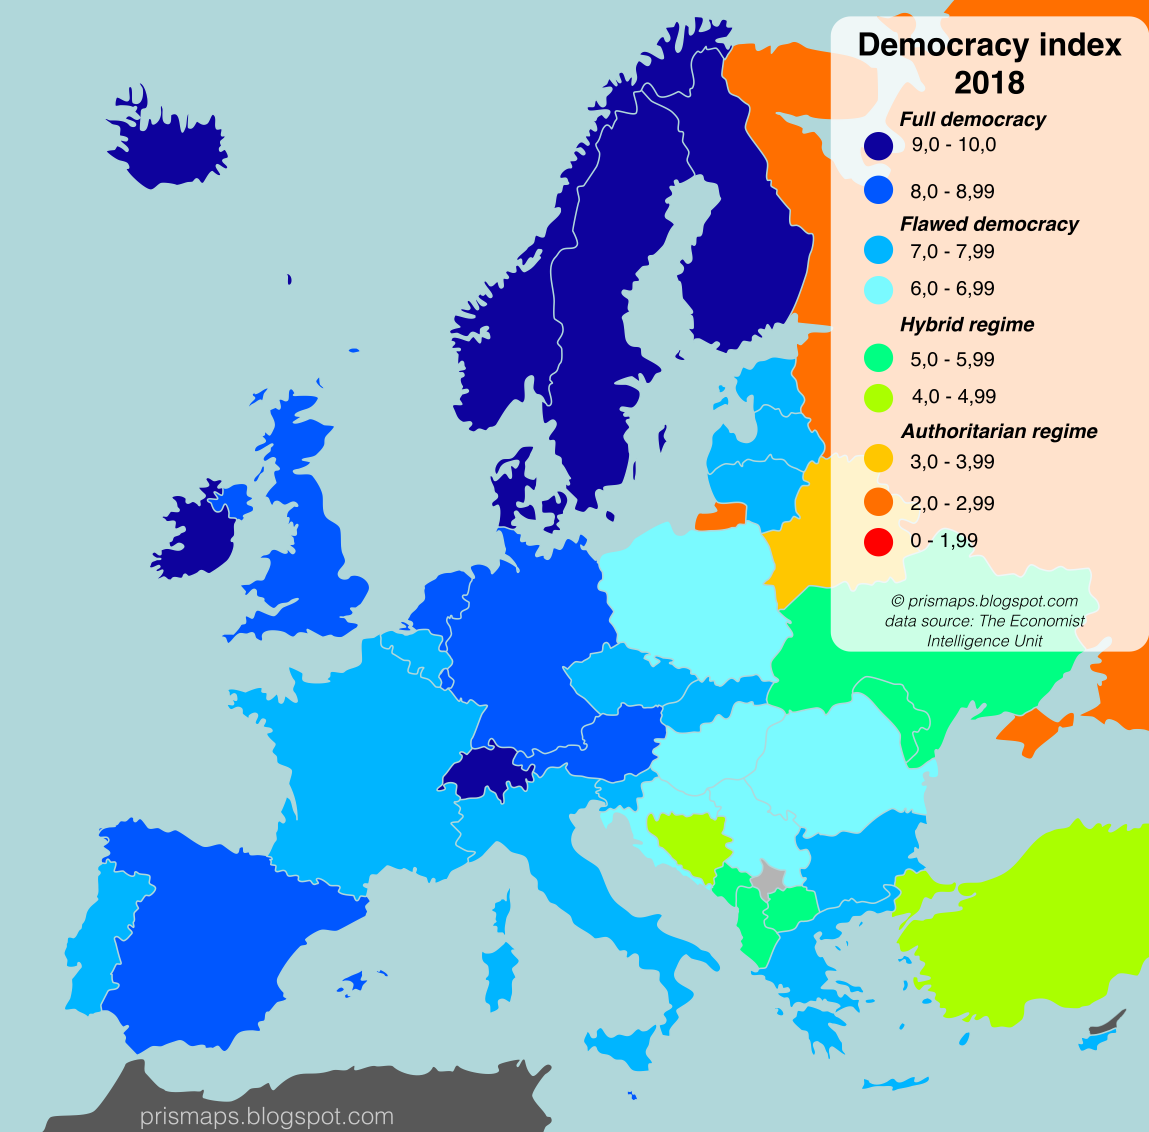 Democracy index
2018
Full democracy
9,0 - 10,0
8,0 - 8,99
Flawed democracy
7,0 - 7,99
6,0 - 6,99
Hybrid regime
5,0 - 5,99
4,0 - 4,99
Authoritarian regime
3,0 - 3,99
2,0 - 2,99
0 - 1,99
© prismaps.blogspot.com
data source: The Economist
Intelligence Unit
prismaps.blogspot.com